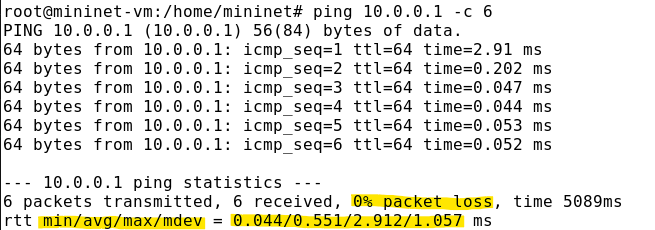 root@mininet-vm:/home/mininet# ping 10.0.0.1 -c 6
PING 10.0.0.1 (10.0.0.1) 56(84) bytes of data.
64 bytes from 10.0.0.1: icmp_seq=1 ttl=64 time=2.91 ms
64 bytes from 10.0.0.1: icmp_seq=2 ttl=64 time=0.202 ms
64 bytes from 10.0.0.1: icmp_seq=3 ttl=64 time=0.047 ms
64 bytes from 10.0.0.1: icmp_seq=4 ttl=64 time=0.044 ms
64 bytes from 10.0.0.1: icmp_seq=5 ttl=64 time=0.053 ms
64 bytes from 10.0.0.1: icmp_seq=6 ttl=64 time=0.052 ms
--- 10.0.0.1 ping statistics ---
6 packets transmitted, 6 received, 0% packet loss, time 5089ms
rtt min/avg/max/mdev = 0.044/0.551/2.912/1.057 ms